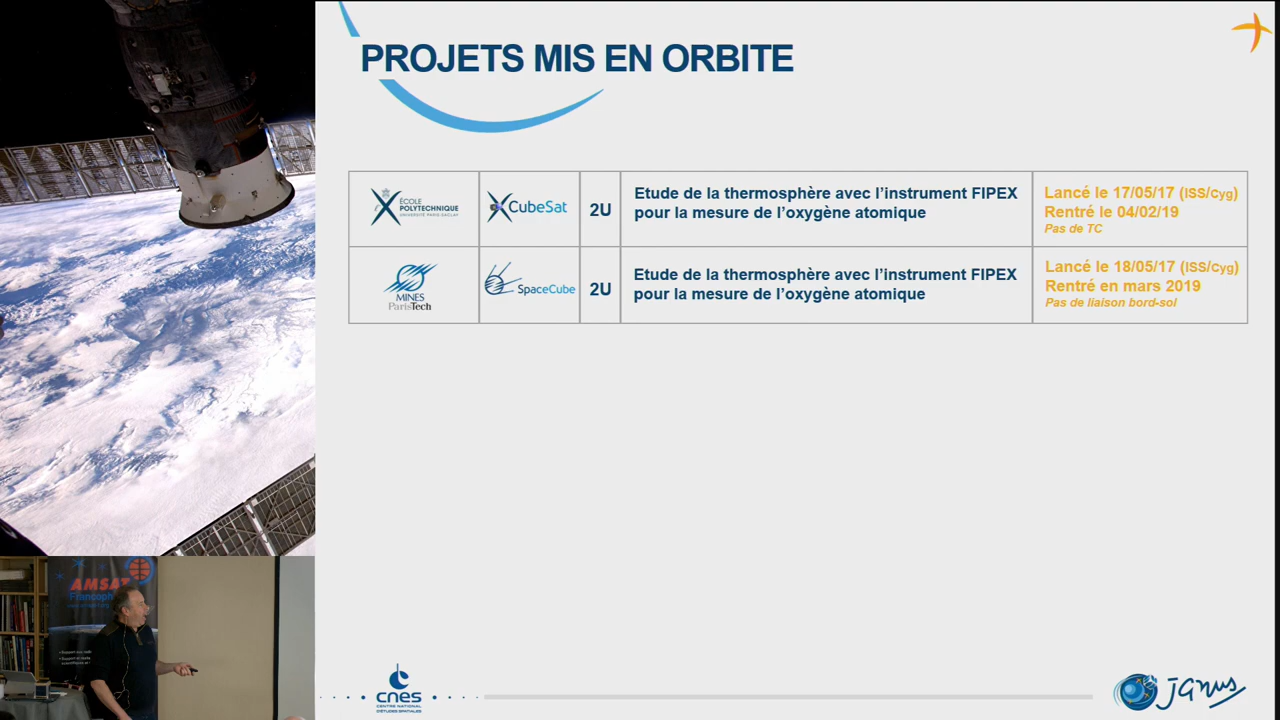 PROJETS MIS EN ORBITE
ÉCOLE
POLYTECHNIQUE
UNIVERSITÉ PARIS-SACLAY
XCubeSat
2U
Etude de la thermosphère avec l’instrument FIPEX
pour la mesure de l’oxygène atomique
Lancé le 17/05/17 (ISS/Cyg)
Rentré le 04/02/19
Pas de TC
MINES
ParisTech
SpaceCube
2U
Etude de la thermosphère avec l’instrument FIPEX
pour la mesure de l’oxygène atomique
Lancé le 18/05/17 (ISS/Cyg)
Rentré en mars 2019
Pas de liaison bord-sol
AMSAT
Francoph
cnes
CENTRE NATIONAL
D'ÉTUDES SPATIALES
janus